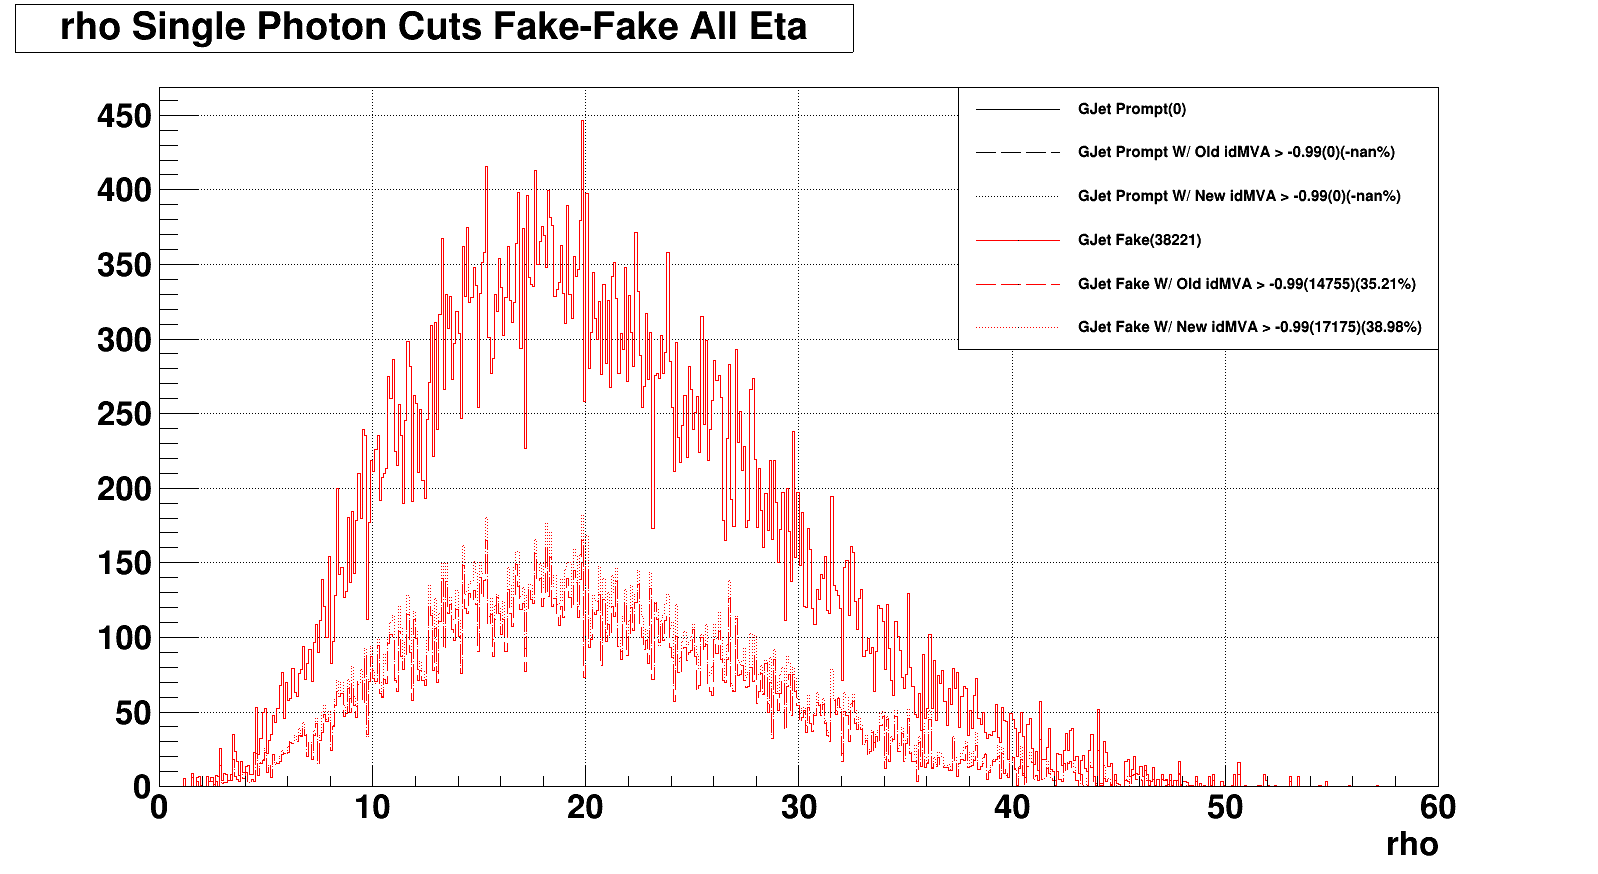 rho Single Photon Cuts Fake-Fake All Eta
GJet Prompt(0)
GJet Prompt W/ Old idMVA > -0.99(0)(-nan%)
GJet Prompt W/ New idMVA > -0.99(0)(-nan%)
GJet Fake(38221)
GJet Fake W/ Old idMVA > -0.99(14755)(35.21%)
GJet Fake W/ New idMVA > -0.99(17175)(38.98%)
450
400
350
300
250
200
150
100
50
0
0 10 20 30 40 50 60
rho